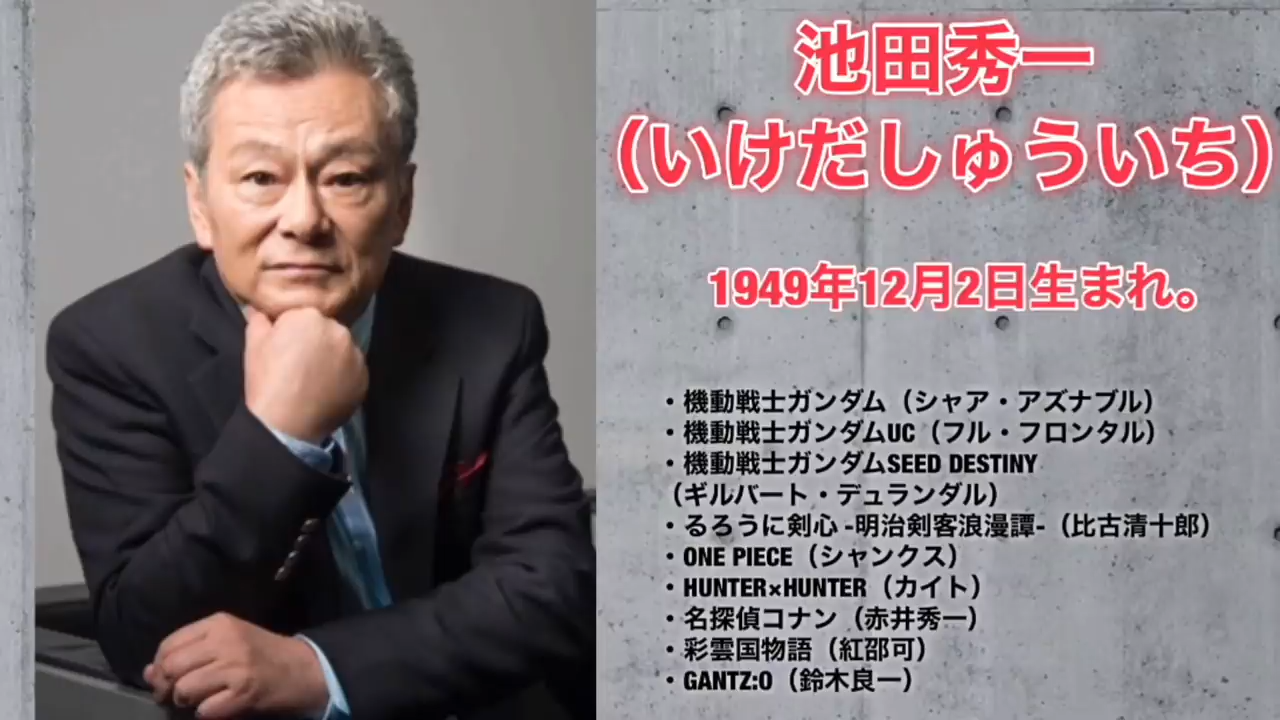 池田秀一
（いけだしゅういち）
1949年12月2日生まれ。
・機動戦士ガンダム（シャア・アズナブル）
・機動戦士ガンダムUC（フル・フロンタル）
・機動戦士ガンダムSEED DESTINY
（ギルバート・デュランダル）
・るろうに剣心 -明治剣客浪漫譚-（比古清十郎）
・ONE PIECE（シャンクス）
・HUNTER×HUNTER（カイト）
・名探偵コナン（赤井秀一）
・彩雲国物語（紅邵可）
・GANTZ:O（鈴木良一）